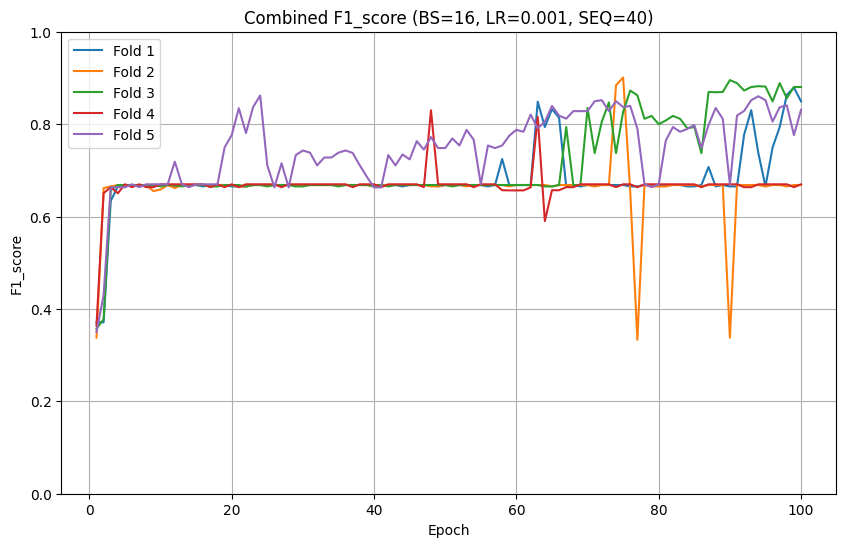 Combined F1_score (BS=16, LR=0.001, SEQ=40)
Fold 1
Fold 2
Fold 3
Fold 4
Fold 5
F1_score
1.0
0.8
0.6
0.4
0.2
0.0
0 20 40 60 80 100
Epoch